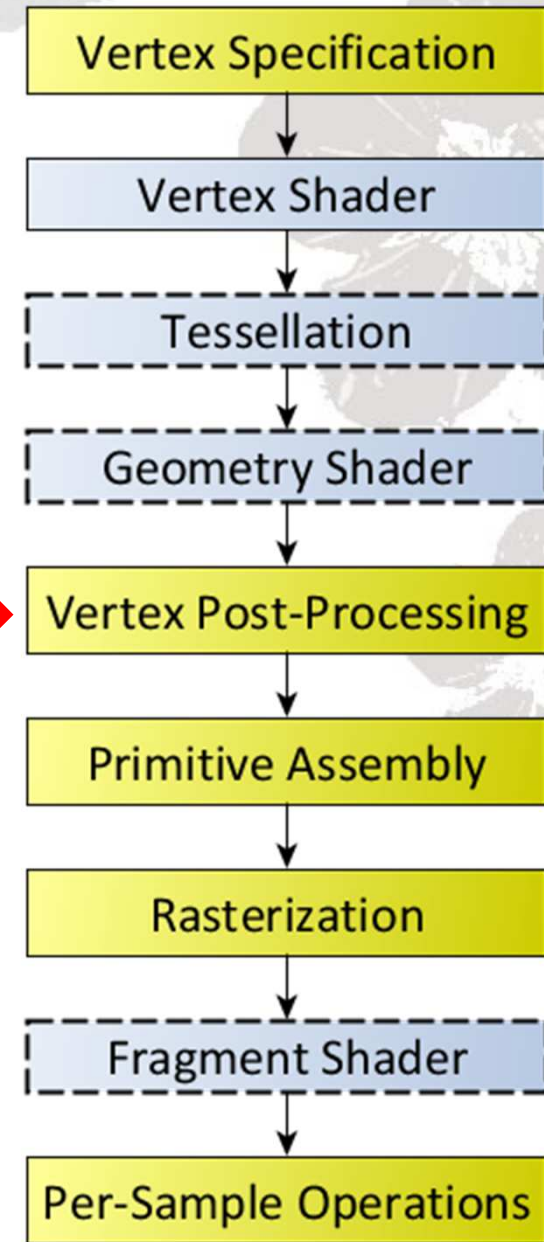 Vertex Specification
Vertex Shader
Tessellation
Geometry Shader
Vertex Post-Processing
Primitive Assembly
Rasterization
Fragment Shader
Per-Sample Operations